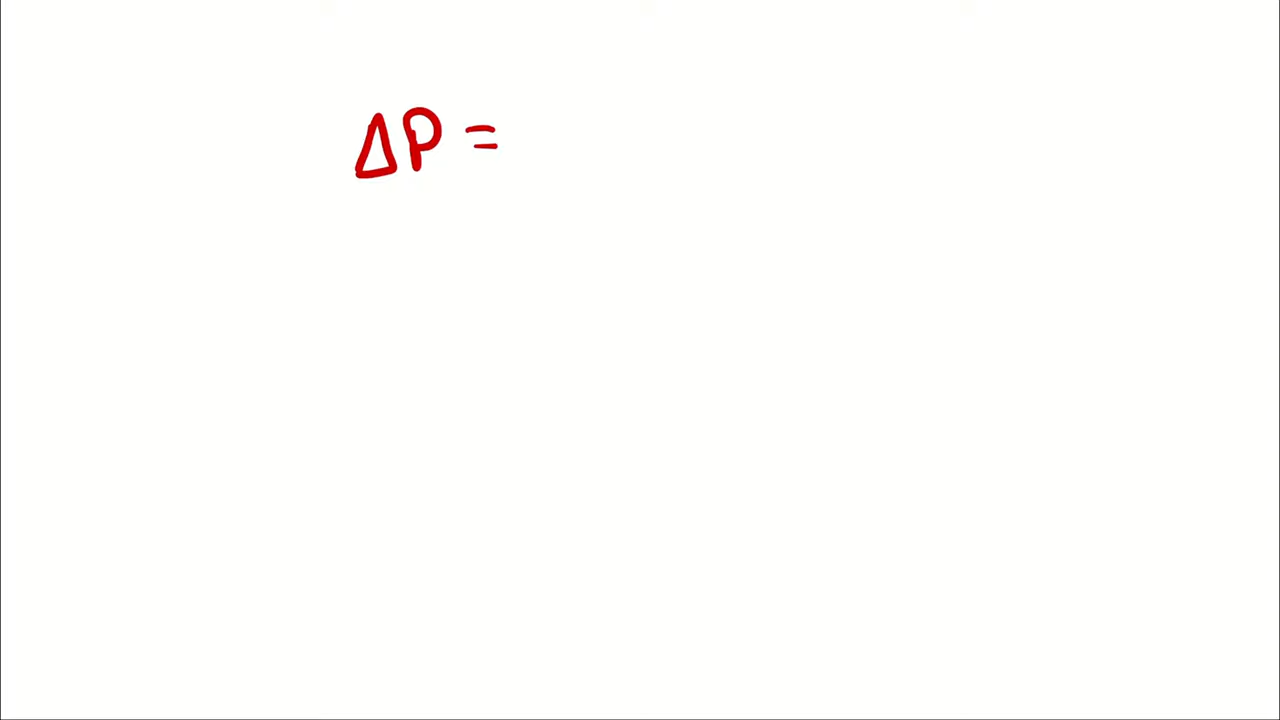 ΔP =